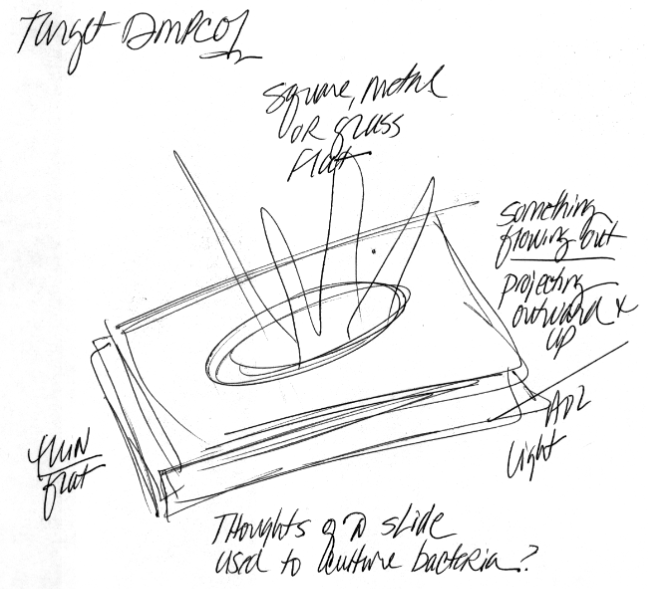 Target DMPC01
square, metal
OR glass
flat
something
flowing out
projecting
outward &
up
thin
flat
light
Thoughts of a slide
used to culture bacteria?